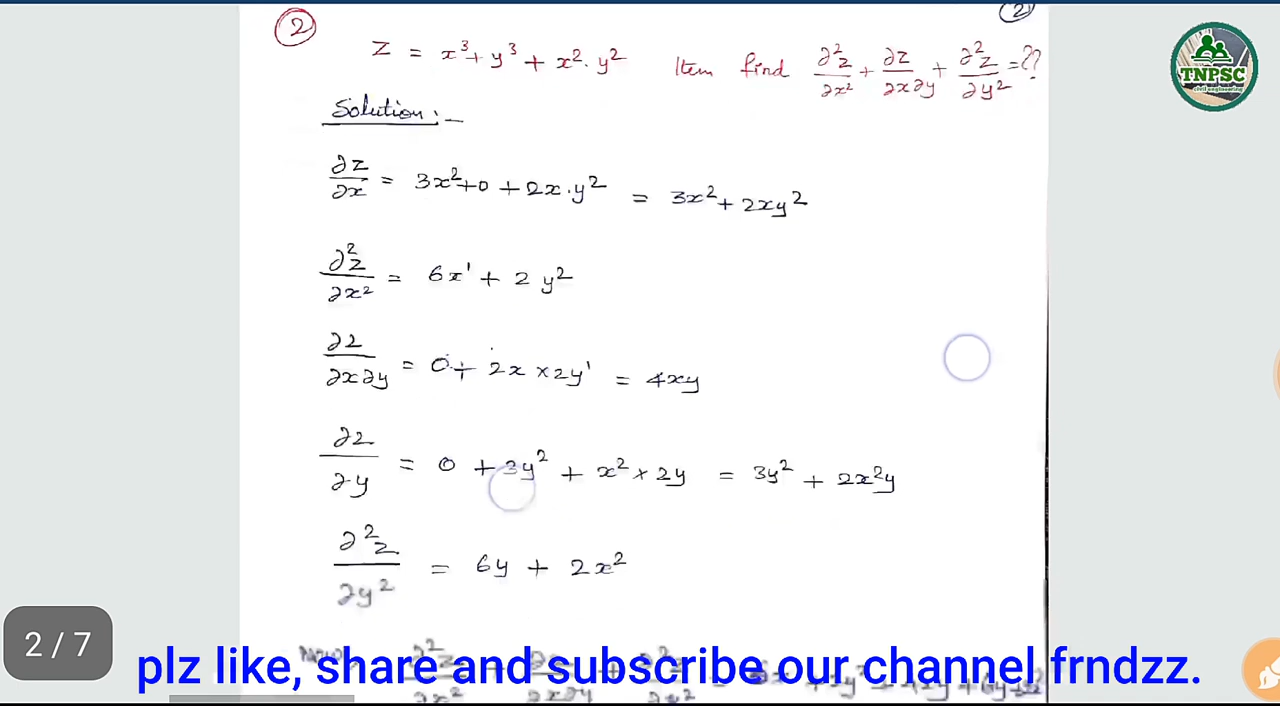 2
(2)
z = x³ + y³ + x² · y² Item find ∂²z/∂x² + ∂z/∂x∂y + ∂²z/∂y² = ??
TNPSC
civil engineering
Solution :-
∂z/∂x = 3x² + 0 + 2x · y² = 3x² + 2xy²
∂²z/∂x² = 6x¹ + 2y²
∂z/∂x∂y = 0 + 2x × 2y¹ = 4xy
∂z/∂y = 0 + 3y² + x² × 2y = 3y² + 2x²y
∂²z/∂y² = 6y + 2x²
2 / 7
plz like, share and subscribe our channel frndzz.